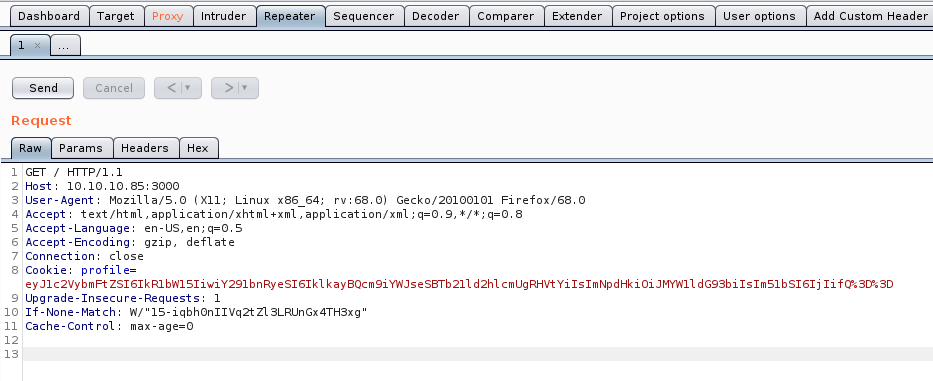 Dashboard Target Proxy Intruder Repeater Sequencer Decoder Comparer Extender Project options User options Add Custom Header
1 × ...
Send Cancel < ▾ > ▾
Request
Raw Params Headers Hex
1 GET / HTTP/1.1
2 Host: 10.10.10.85:3000
3 User-Agent: Mozilla/5.0 (X11; Linux x86_64; rv:68.0) Gecko/20100101 Firefox/68.0
4 Accept: text/html,application/xhtml+xml,application/xml;q=0.9,*/*;q=0.8
5 Accept-Language: en-US,en;q=0.5
6 Accept-Encoding: gzip, deflate
7 Connection: close
8 Cookie: profile=
eyJ1c2VybmFtZSI6IkR1bW15IiwiY291bnRyeSI6IklkayBQcm9iYWJseSBTb21ld2hlcmUgRHVtYiIsImNpdHkiOiJMYW1ldG93biIsIm51bSI6IjIifQ%3D%3D
9 Upgrade-Insecure-Requests: 1
10 If-None-Match: W/"15-iqbh0nIIVq2tZl3LRUnGx4TH3xg"
11 Cache-Control: max-age=0
12
13